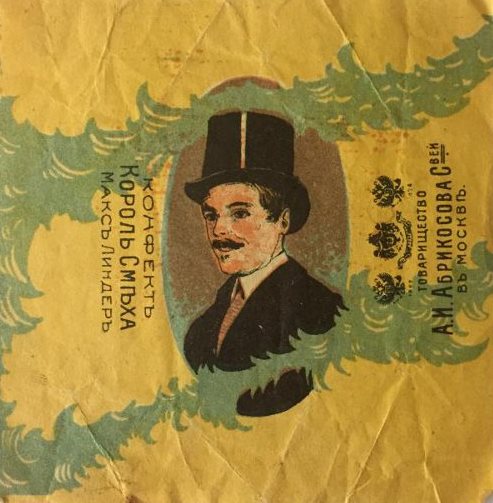 КОНФЕКТЪ
КОРОЛЬ СМѢХА
МАКСЪ ЛИНДЕРЪ
ТОВАРИЩЕСТВО
А.И. АБРИКОСОВА СВЕЙ
ВЪ МОСКВѢ.